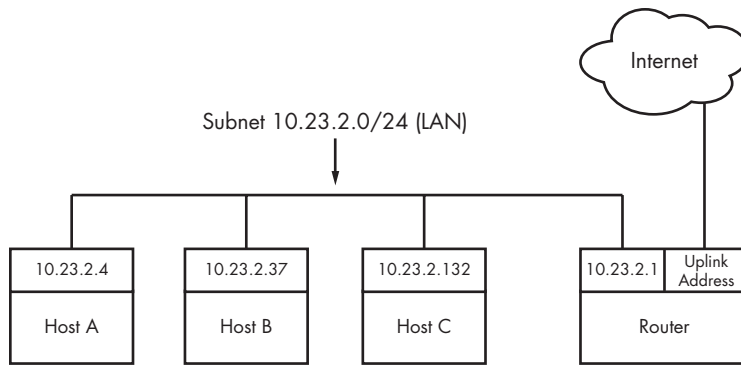 Internet
Subnet 10.23.2.0/24 (LAN)
10.23.2.4
10.23.2.37
10.23.2.132
10.23.2.1
Uplink
Address
Host A
Host B
Host C
Router